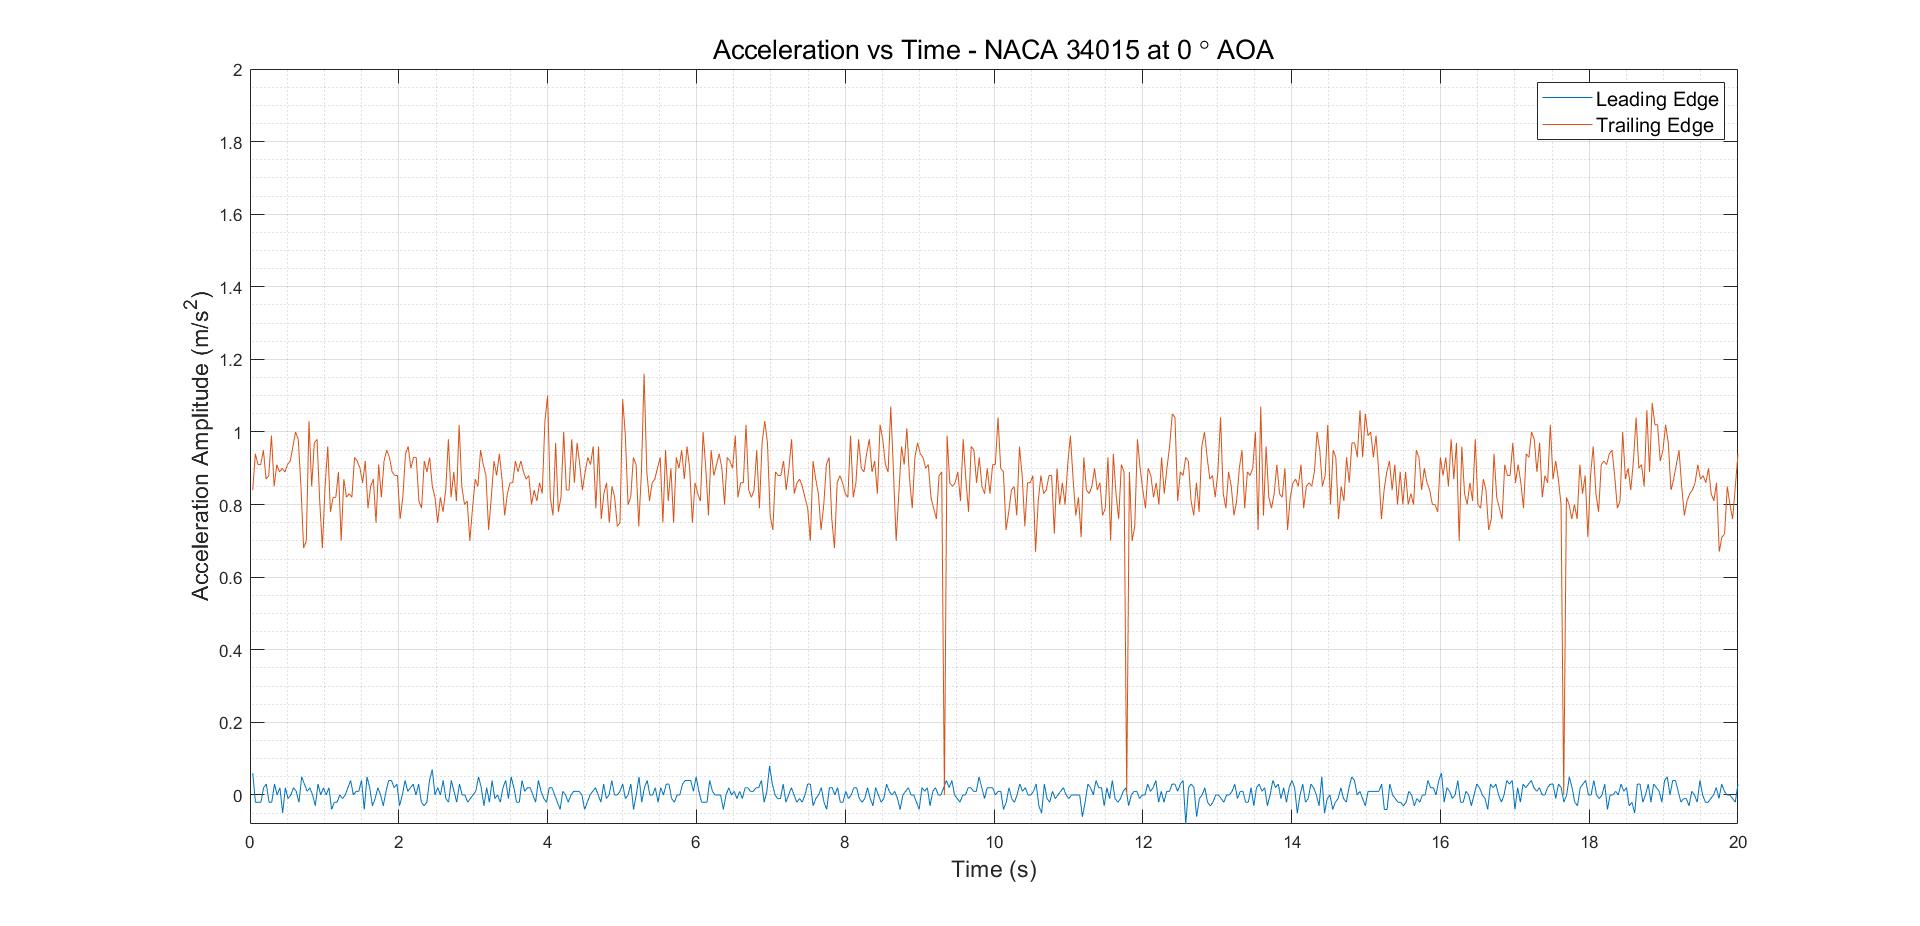 Acceleration vs Time - NACA 34015 at 0 ° AOA
Leading Edge
Trailing Edge
Acceleration Amplitude (m/s²)
2
1.8
1.6
1.4
1.2
1
0.8
0.6
0.4
0.2
0
0 2 4 6 8 10 12 14 16 18 20
Time (s)